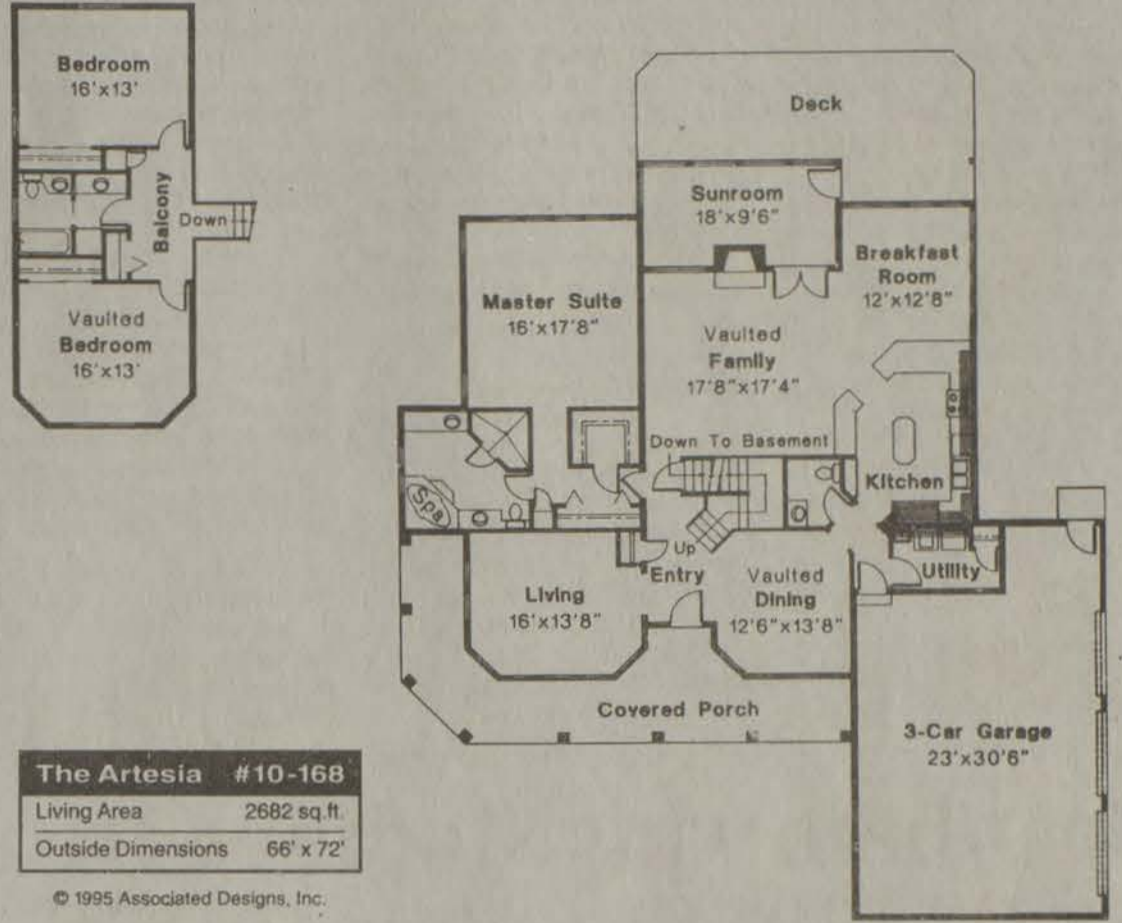 Bedroom
16'x13'
Balcony
Down
Vaulted
Bedroom
16'x13'
Deck
Sunroom
18'x9'6"
Breakfast
Room
12'x12'8"
Master Suite
16'x17'8"
Vaulted
Family
17'8"x17'4"
Down To Basement
Kitchen
Spa
Up
Entry
Utility
Living
16'x13'8"
Vaulted
Dining
12'6"x13'8"
Covered Porch
3-Car Garage
23'x30'6"
The Artesia #10-168
Living Area 2682 sq.ft.
Outside Dimensions 66' x 72'
© 1995 Associated Designs, Inc.